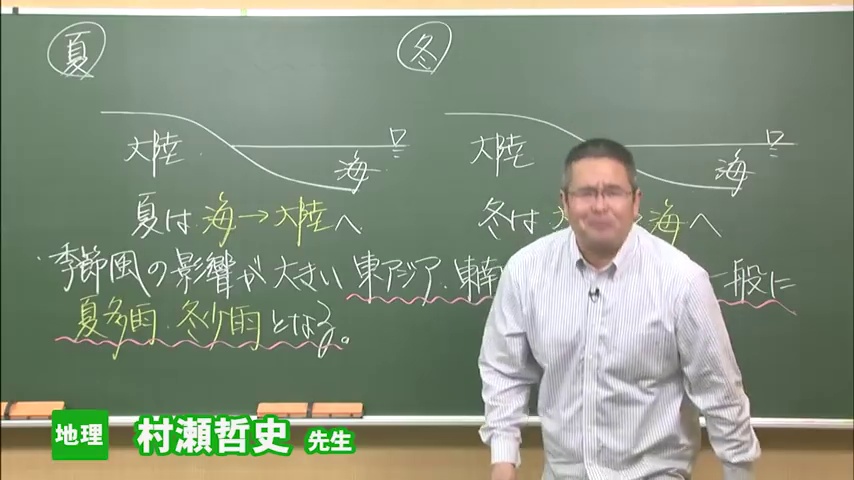 夏
冬
大陸
海
大陸
海
夏は 海→大陸へ
冬は 海へ
季節風の影響が大きい 東アジア・東南 一般に
夏多雨・冬少雨となる。
地理 村瀬哲史 先生